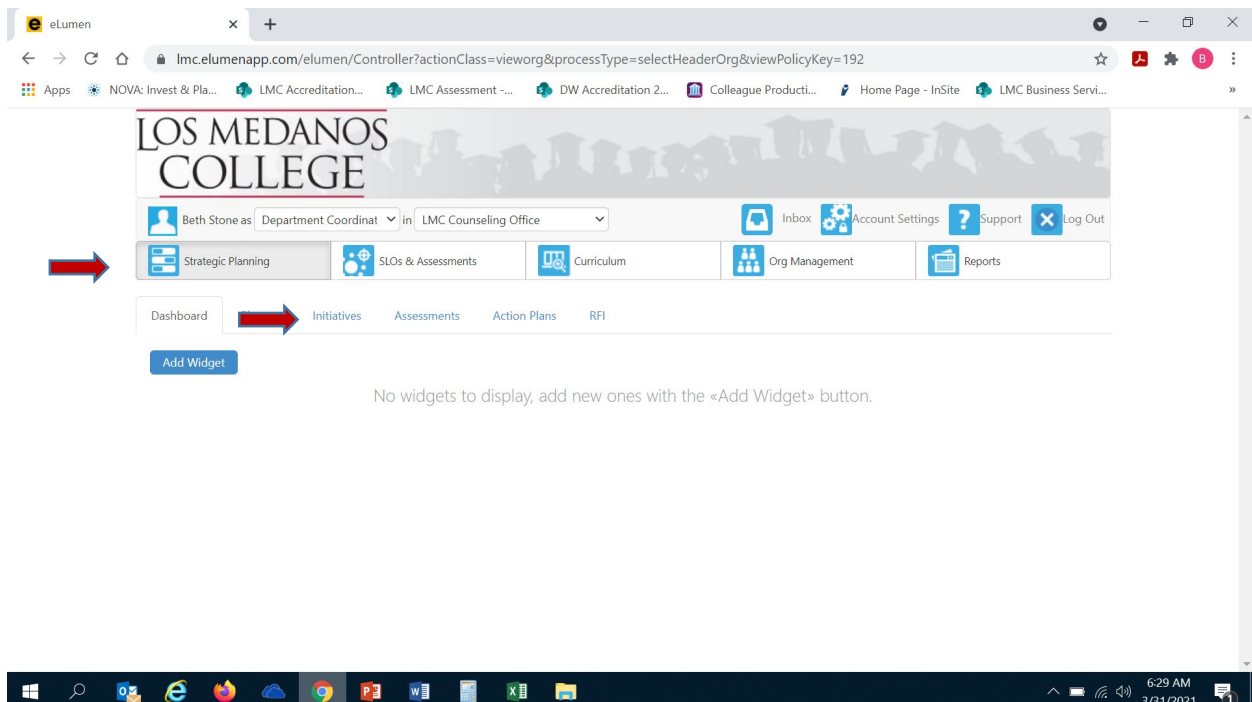 eLumen
lmc.elumenapp.com/elumen/Controller?actionClass=vieworg&processType=selectHeaderOrg&viewPolicyKey=192
B
Apps NOVA: Invest & Pla... LMC Accreditation... LMC Assessment -... DW Accreditation 2... Colleague Producti... Home Page - InSite LMC Business Servi... »
LOS MEDANOS
COLLEGE
Beth Stone as Department Coordinat in LMC Counseling Office Inbox Account Settings ? Support Log Out
Strategic Planning SLOs & Assessments Curriculum Org Management Reports
Dashboard Initiatives Assessments Action Plans RFI
Add Widget
No widgets to display, add new ones with the «Add Widget» button.
6:29 AM
3/31/2021